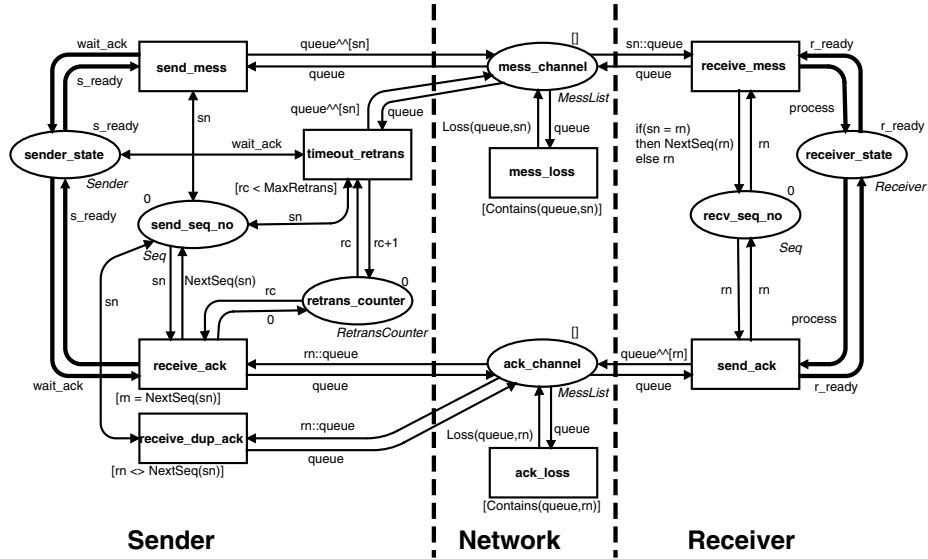 wait_ack
send_mess
queue^^[sn]
queue
mess_channel
[]
MessList
sn::queue
queue
receive_mess
r_ready
s_ready
queue^^[sn]
queue
process
sn
Loss(queue,sn)
queue
s_ready
sender_state
Sender
wait_ack
timeout_retrans
if(sn = rn)
then NextSeq(rn)
else rn
rn
r_ready
receiver_state
Receiver
mess_loss
[Contains(queue,sn)]
s_ready
[rc < MaxRetrans]
0
send_seq_no
Seq
sn
0
recv_seq_no
Seq
sn
NextSeq(sn)
rc
rc+1
sn
rc
0
retrans_counter
0
RetransCounter
rn
rn
process
[]
wait_ack
receive_ack
[rn = NextSeq(sn)]
rn::queue
queue
ack_channel
MessList
queue^^[rn]
queue
send_ack
r_ready
receive_dup_ack
[rn <> NextSeq(sn)]
rn::queue
queue
Loss(queue,rn)
queue
ack_loss
[Contains(queue,rn)]
Sender
Network
Receiver